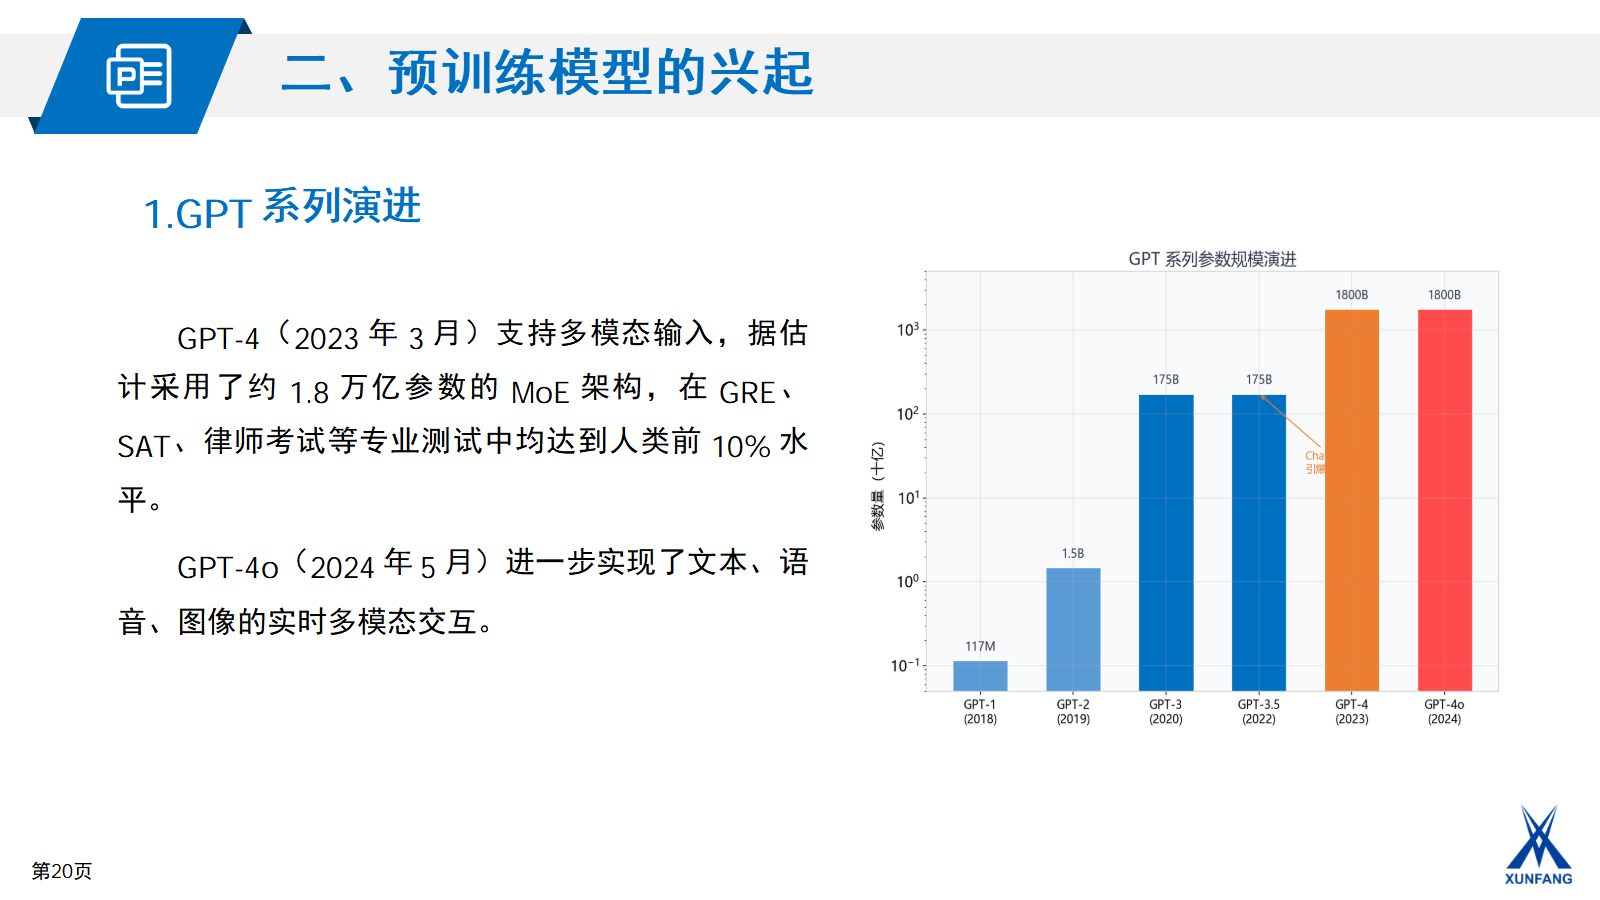 二、预训练模型的兴起
1.GPT 系列演进
GPT-4（2023 年 3 月）支持多模态输入，据估
计采用了约 1.8 万亿参数的 MoE 架构，在 GRE、
SAT、律师考试等专业测试中均达到人类前 10% 水
平。
GPT-4o（2024 年 5 月）进一步实现了文本、语
音、图像的实时多模态交互。
GPT 系列参数规模演进
参数量（十亿）
10³
10²
10¹
10⁰
10⁻¹
117M
1.5B
175B
175B
1800B
1800B
Cha
引爆
GPT-1
(2018)
GPT-2
(2019)
GPT-3
(2020)
GPT-3.5
(2022)
GPT-4
(2023)
GPT-4o
(2024)
第20页
XUNFANG